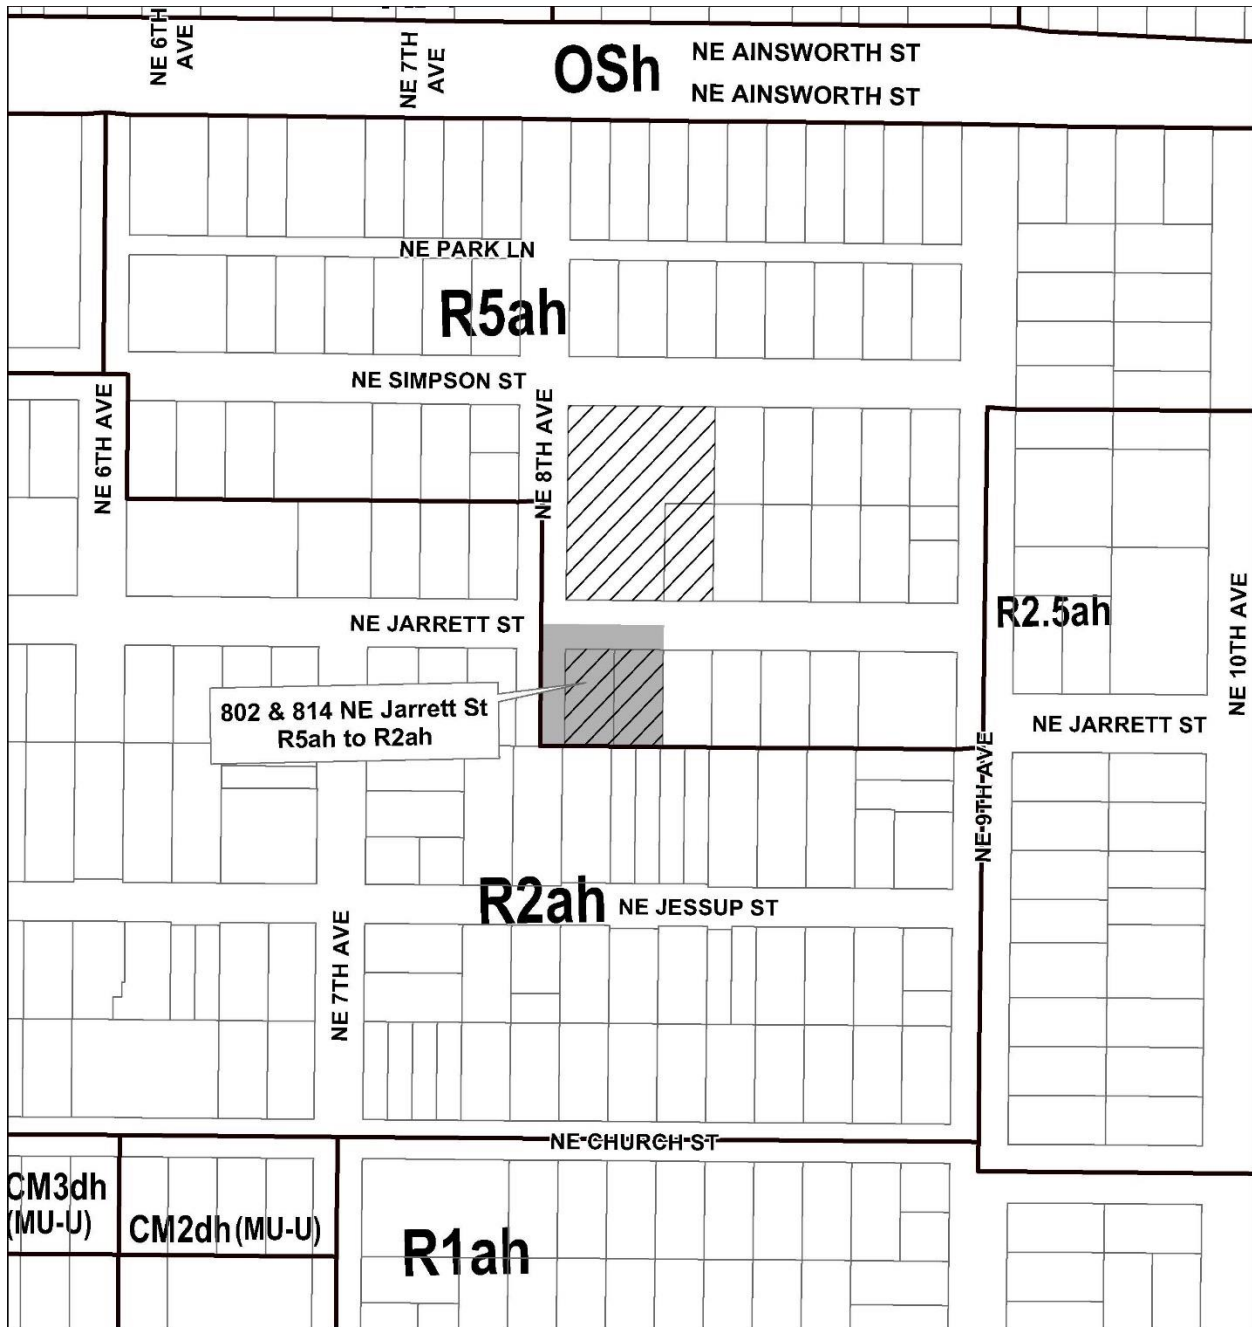 NE 6TH
AVE
NE 7TH
AVE
OSh
NE AINSWORTH ST
NE AINSWORTH ST
NE PARK LN
R5ah
NE SIMPSON ST
NE 6TH AVE
NE 8TH AVE
NE JARRETT ST
R2.5ah
NE 10TH AVE
802 & 814 NE Jarrett St
R5ah to R2ah
NE JARRETT ST
NE 9TH AVE
R2ah
NE JESSUP ST
NE 7TH AVE
NE CHURCH ST
CM3dh
(MU-U)
CM2dh (MU-U)
R1ah